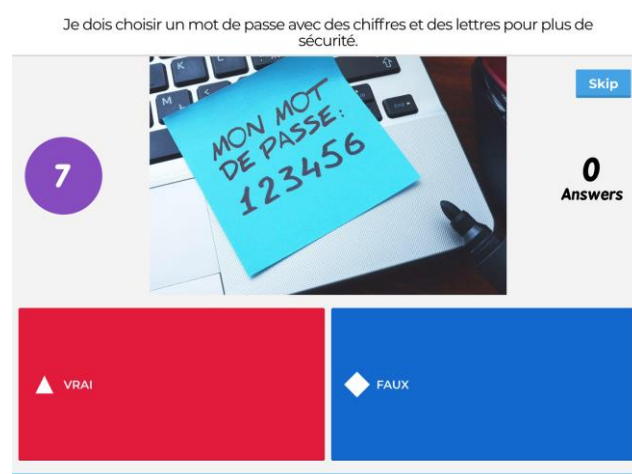 Je dois choisir un mot de passe avec des chiffres et des lettres pour plus de
sécurité.
Skip
7
MON MOT
DE PASSE:
123456
0
Answers
VRAI
FAUX